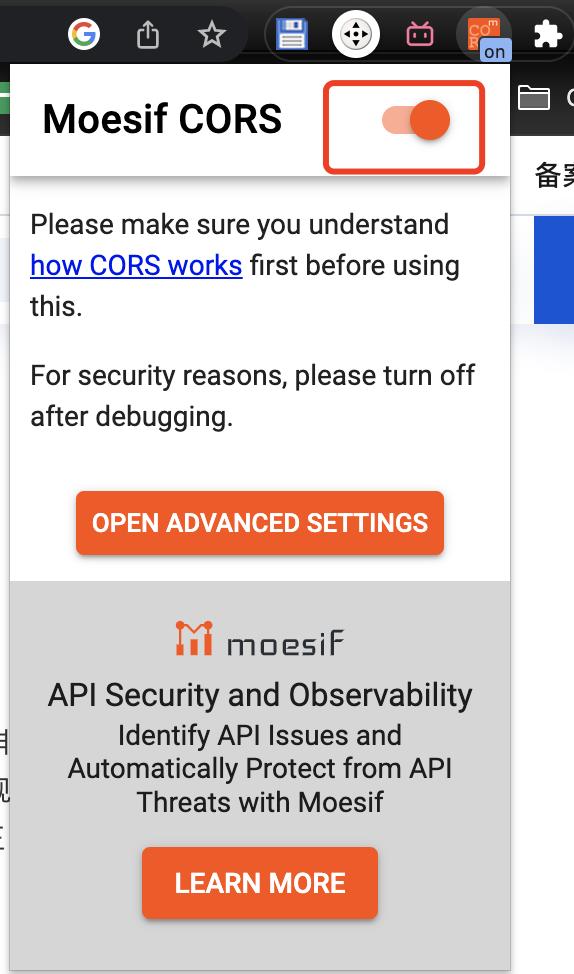 on
Moesif CORS
备案
Please make sure you understand
how CORS works first before using
this.
For security reasons, please turn off
after debugging.
OPEN ADVANCED SETTINGS
moesif
API Security and Observability
Identify API Issues and
Automatically Protect from API
Threats with Moesif
LEARN MORE